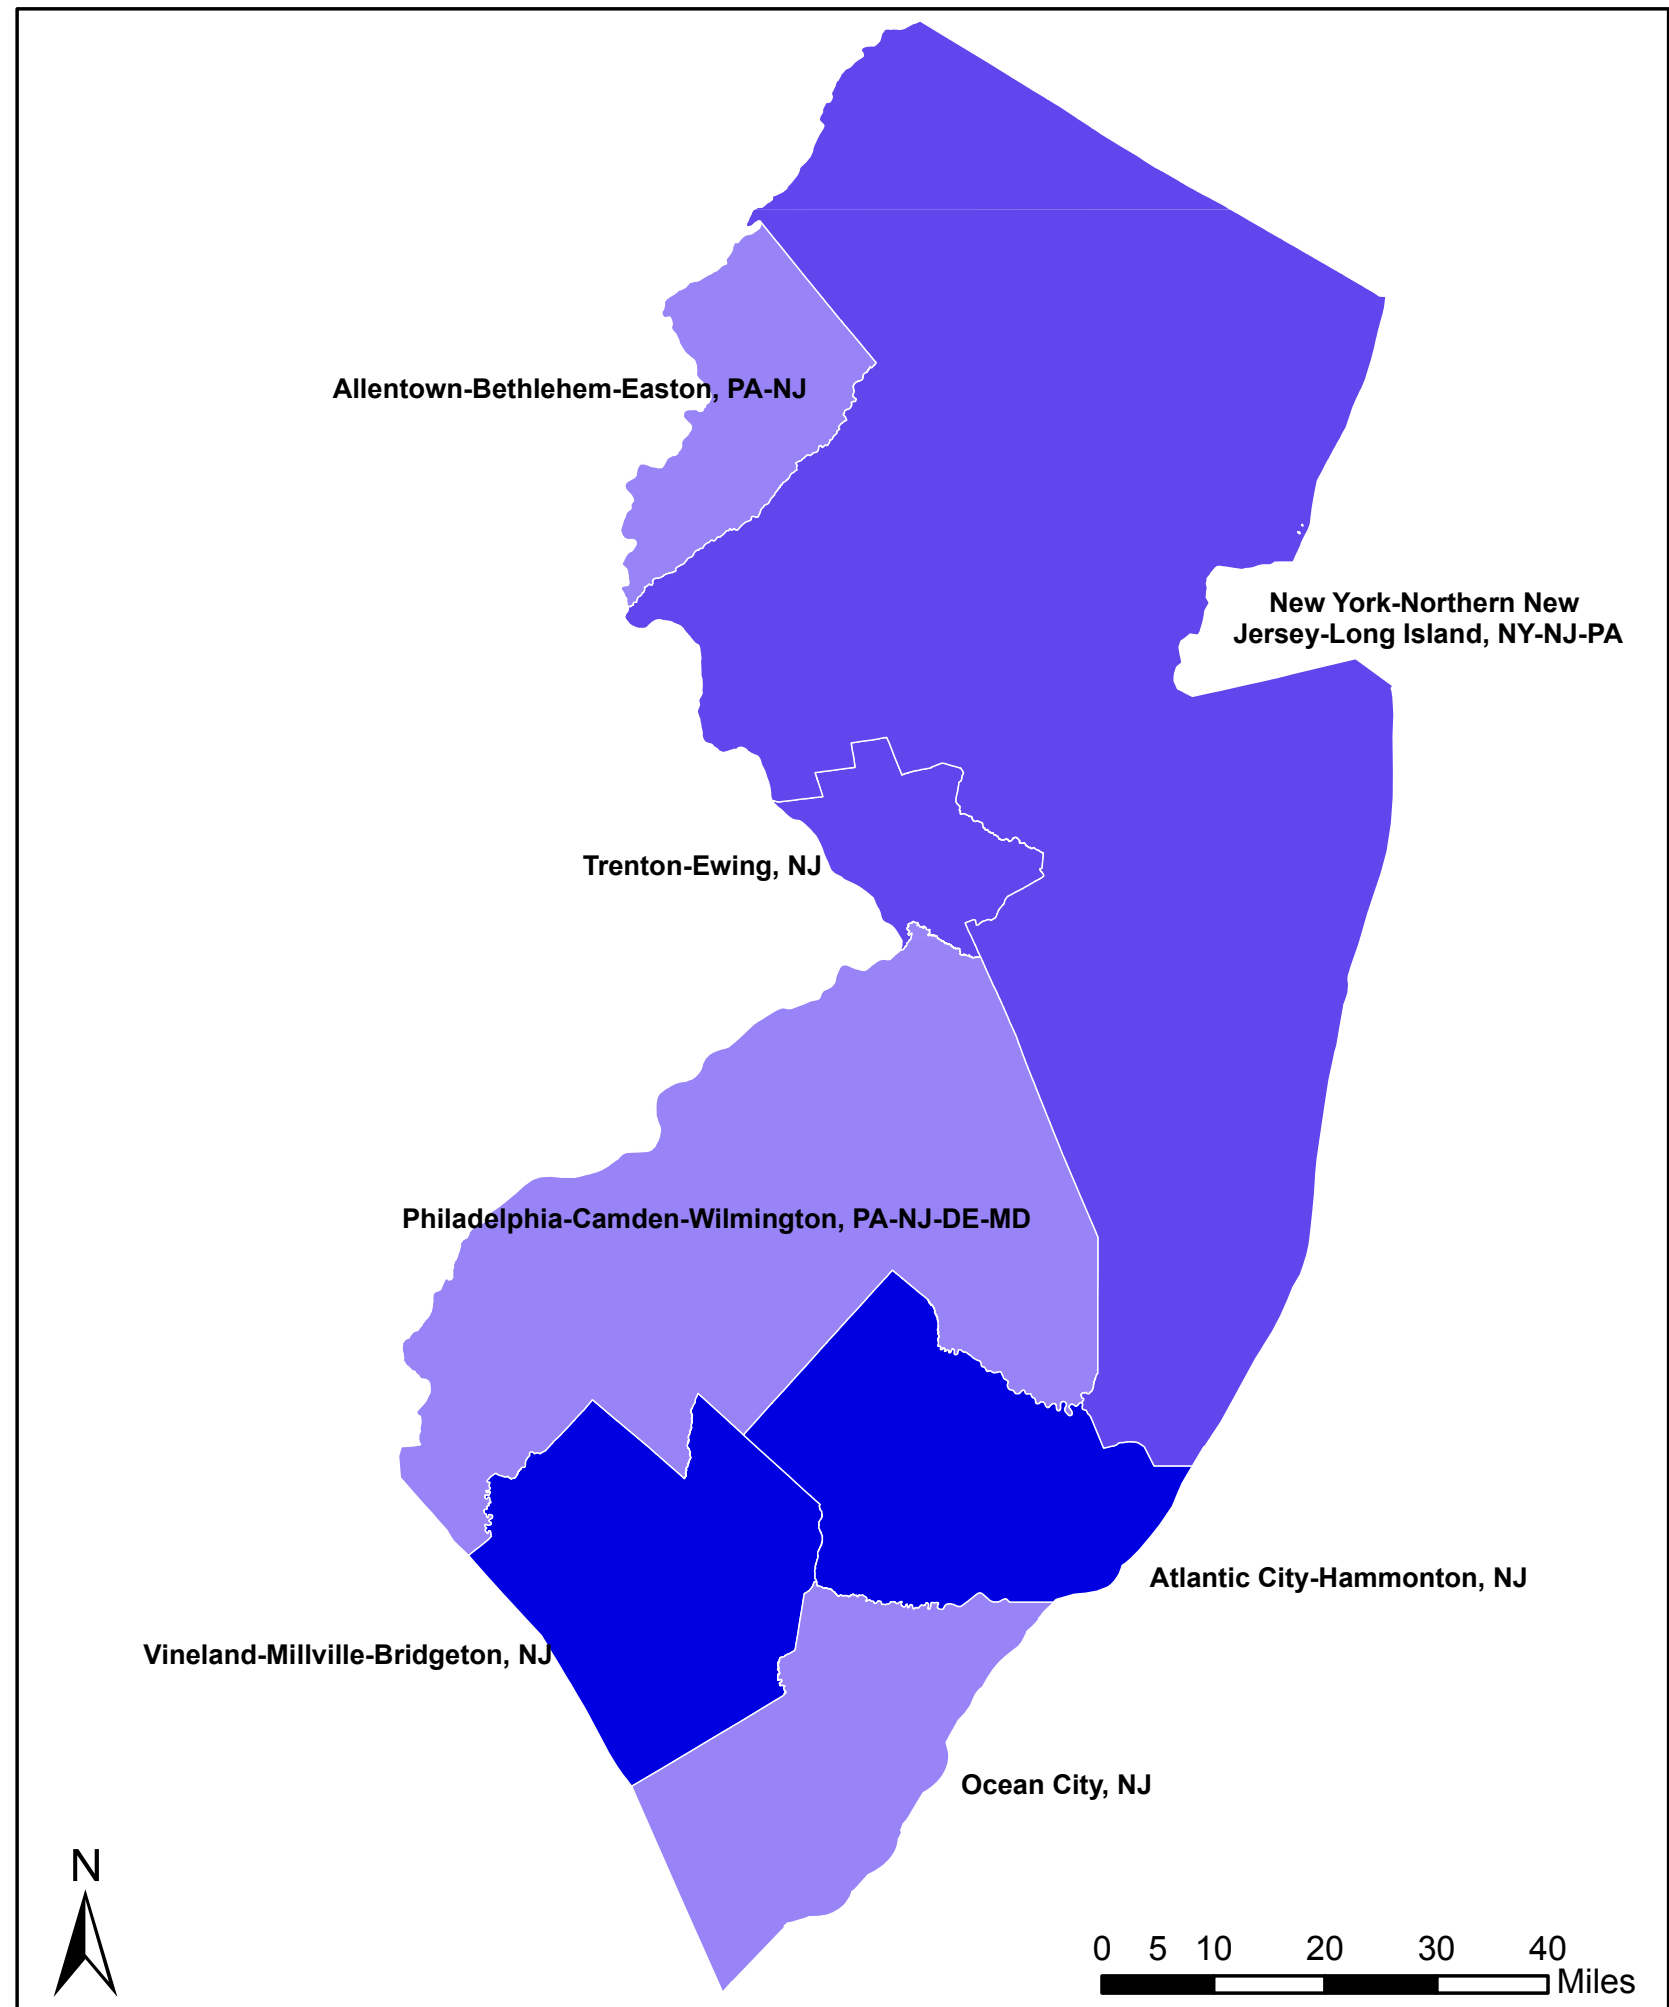 Allentown-Bethlehem-Easton, PA-NJ
New York-Northern New
Jersey-Long Island, NY-NJ-PA
Trenton-Ewing, NJ
Philadelphia-Camden-Wilmington, PA-NJ-DE-MD
Atlantic City-Hammonton, NJ
Vineland-Millville-Bridgeton, NJ
Ocean City, NJ
N
0 5 10 20 30 40
Miles